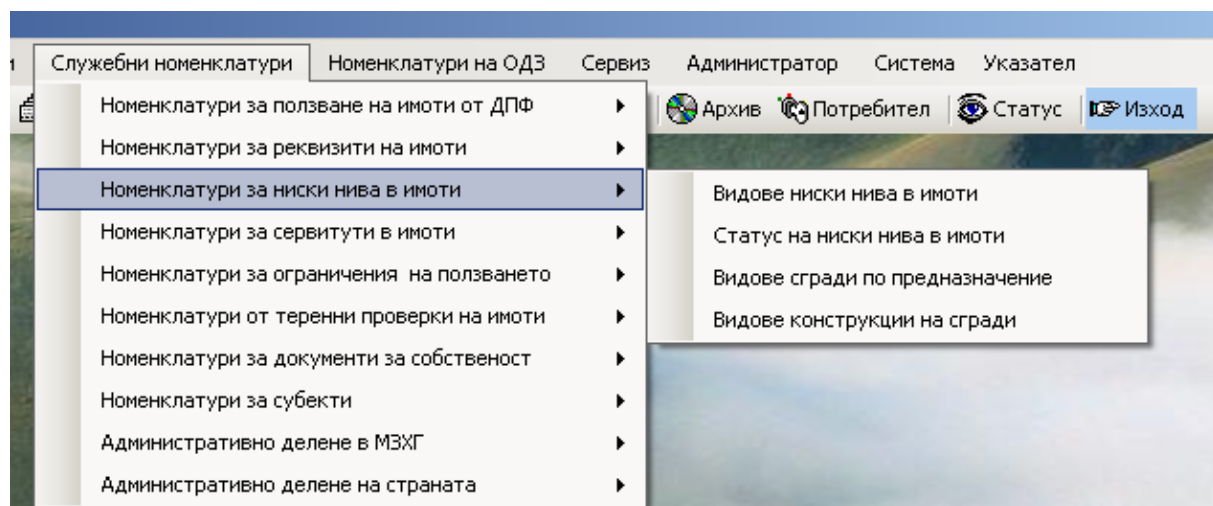 Служебни номенклатури Номенклатури на ОДЗ Сервиз Администратор Система Указател
Архив Потребител Статус Изход
Номенклатури за ползване на имоти от ДПФ
Номенклатури за реквизити на имоти
Номенклатури за ниски нива в имоти
Номенклатури за сервитути в имоти
Номенклатури за ограничения на ползването
Номенклатури от теренни проверки на имоти
Номенклатури за документи за собственост
Номенклатури за субекти
Административно делене в МЗХГ
Административно делене на страната
Видове ниски нива в имоти
Статус на ниски нива в имоти
Видове сгради по предназначение
Видове конструкции на сгради